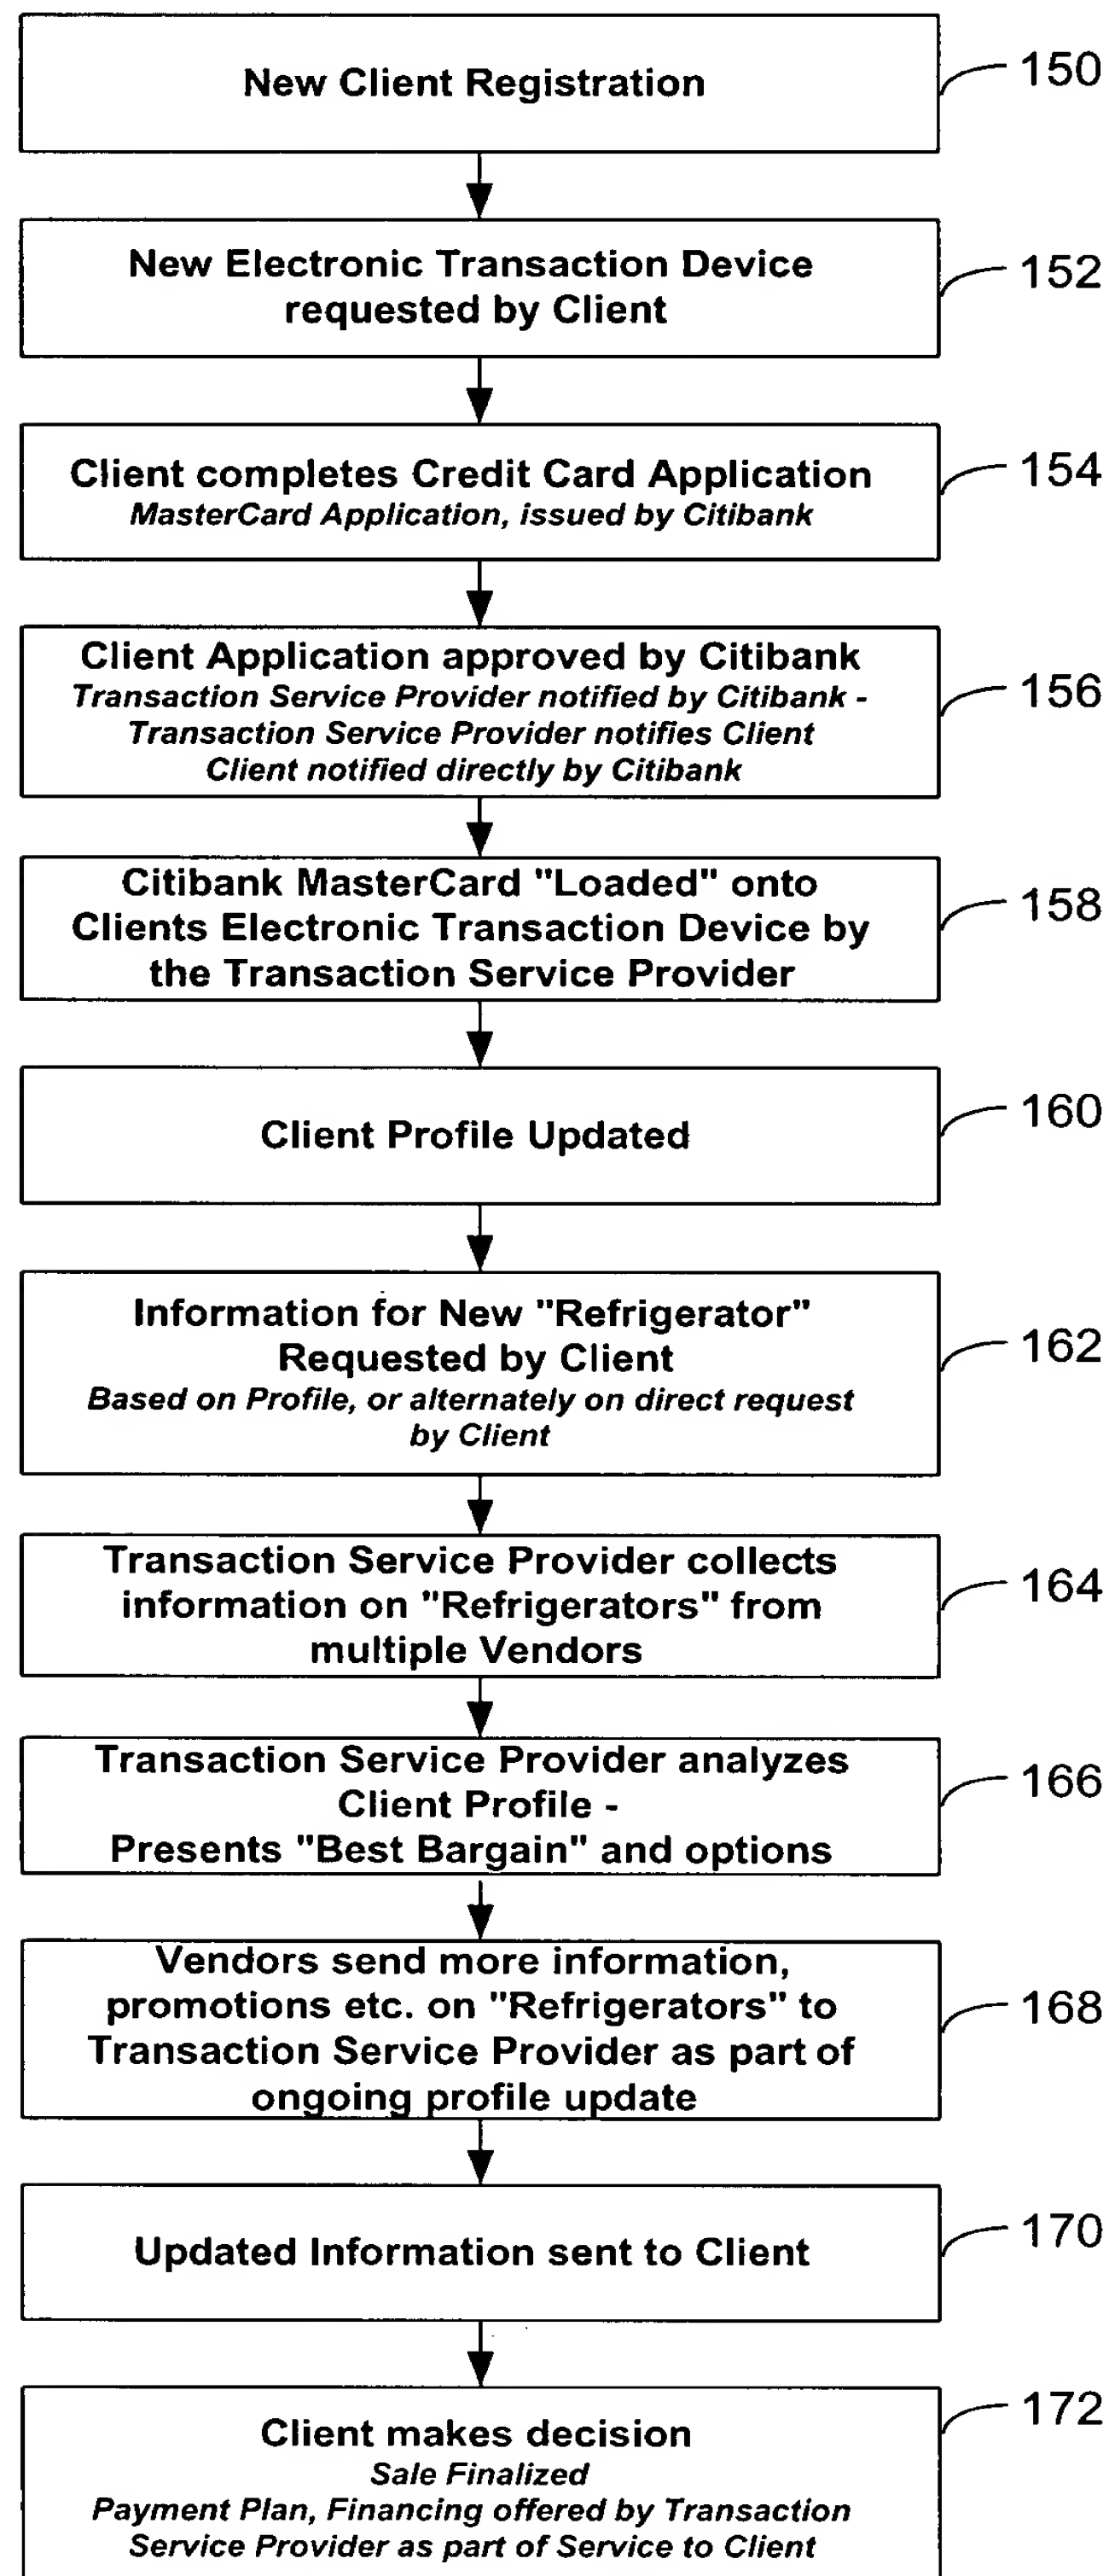 New Client Registration
150
New Electronic Transaction Device
requested by Client
152
Client completes Credit Card Application
MasterCard Application, issued by Citibank
154
Client Application approved by Citibank
Transaction Service Provider notified by Citibank -
Transaction Service Provider notifies Client
Client notified directly by Citibank
156
Citibank MasterCard "Loaded" onto
Clients Electronic Transaction Device by
the Transaction Service Provider
158
Client Profile Updated
160
Information for New "Refrigerator"
Requested by Client
Based on Profile, or alternately on direct request
by Client
162
Transaction Service Provider collects
information on "Refrigerators" from
multiple Vendors
164
Transaction Service Provider analyzes
Client Profile -
Presents "Best Bargain" and options
166
Vendors send more information,
promotions etc. on "Refrigerators" to
Transaction Service Provider as part of
ongoing profile update
168
Updated Information sent to Client
170
Client makes decision
Sale Finalized
Payment Plan, Financing offered by Transaction
Service Provider as part of Service to Client
172